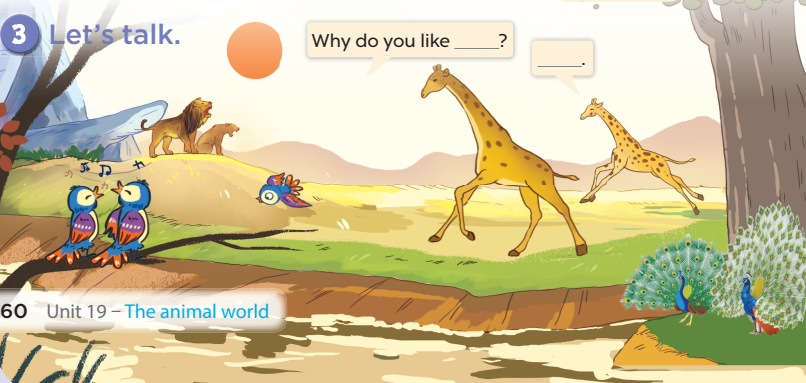 3 Let's talk.
Why do you like _____?
_____.
60 Unit 19 – The animal world